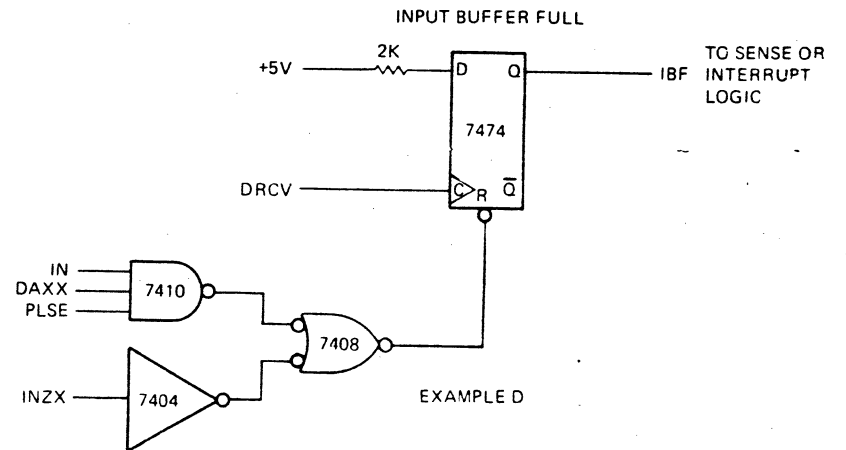 INPUT BUFFER FULL
2K
+5V
D
Q
IBF
TO SENSE OR
INTERRUPT
LOGIC
7474
DRCV
C
R
Q̅
IN
DAXX
PLSE
7410
7408
INZX
7404
EXAMPLE D